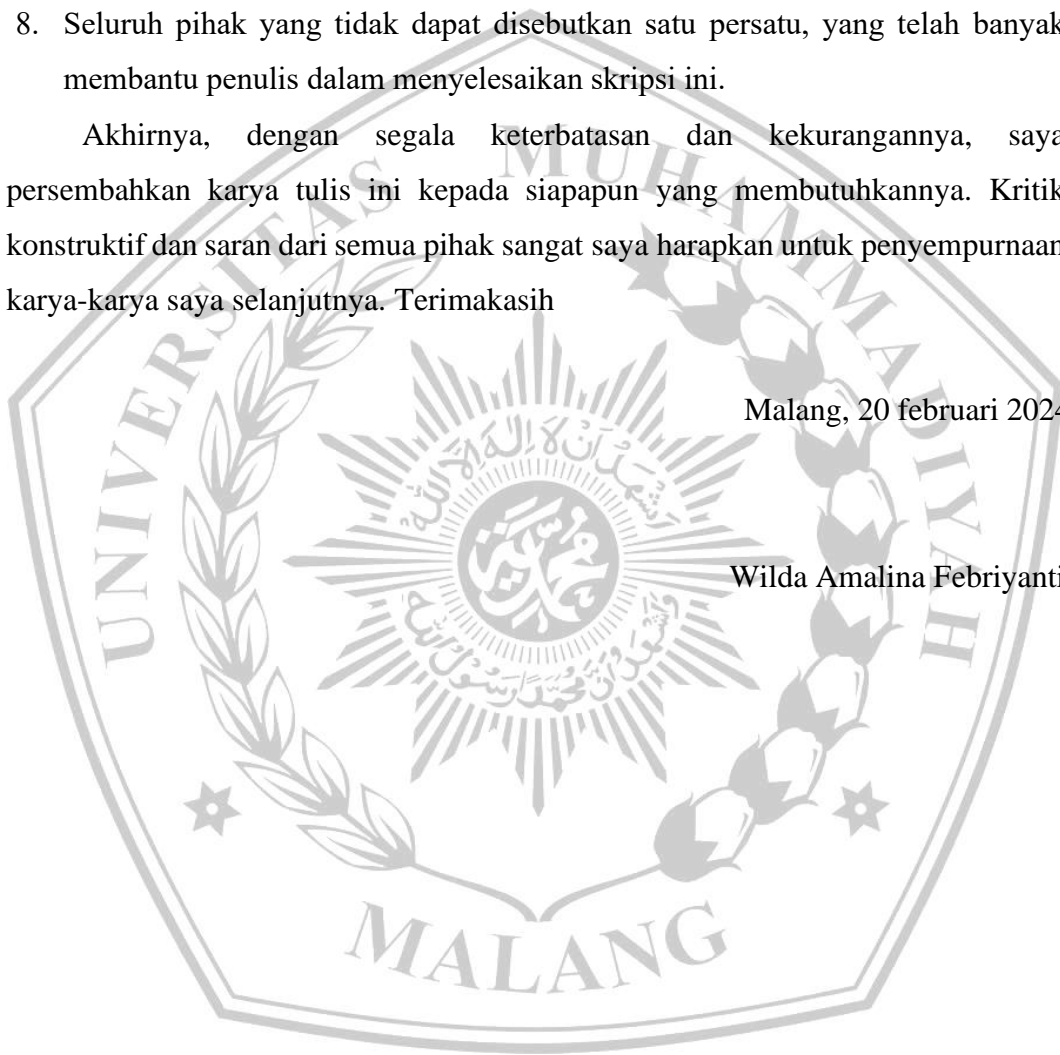 8. Seluruh pihak yang tidak dapat disebutkan satu persatu, yang telah banyak
membantu penulis dalam menyelesaikan skripsi ini.
Akhirnya, dengan segala keterbatasan dan kekurangannya, saya
persembahkan karya tulis ini kepada siapapun yang membutuhkannya. Kritik
konstruktif dan saran dari semua pihak sangat saya harapkan untuk penyempurnaan
karya-karya saya selanjutnya. Terimakasih
Malang, 20 februari 2024
Wilda Amalina Febriyanti
UNIVERSITAS MUHAMMADIYAH
MALANG